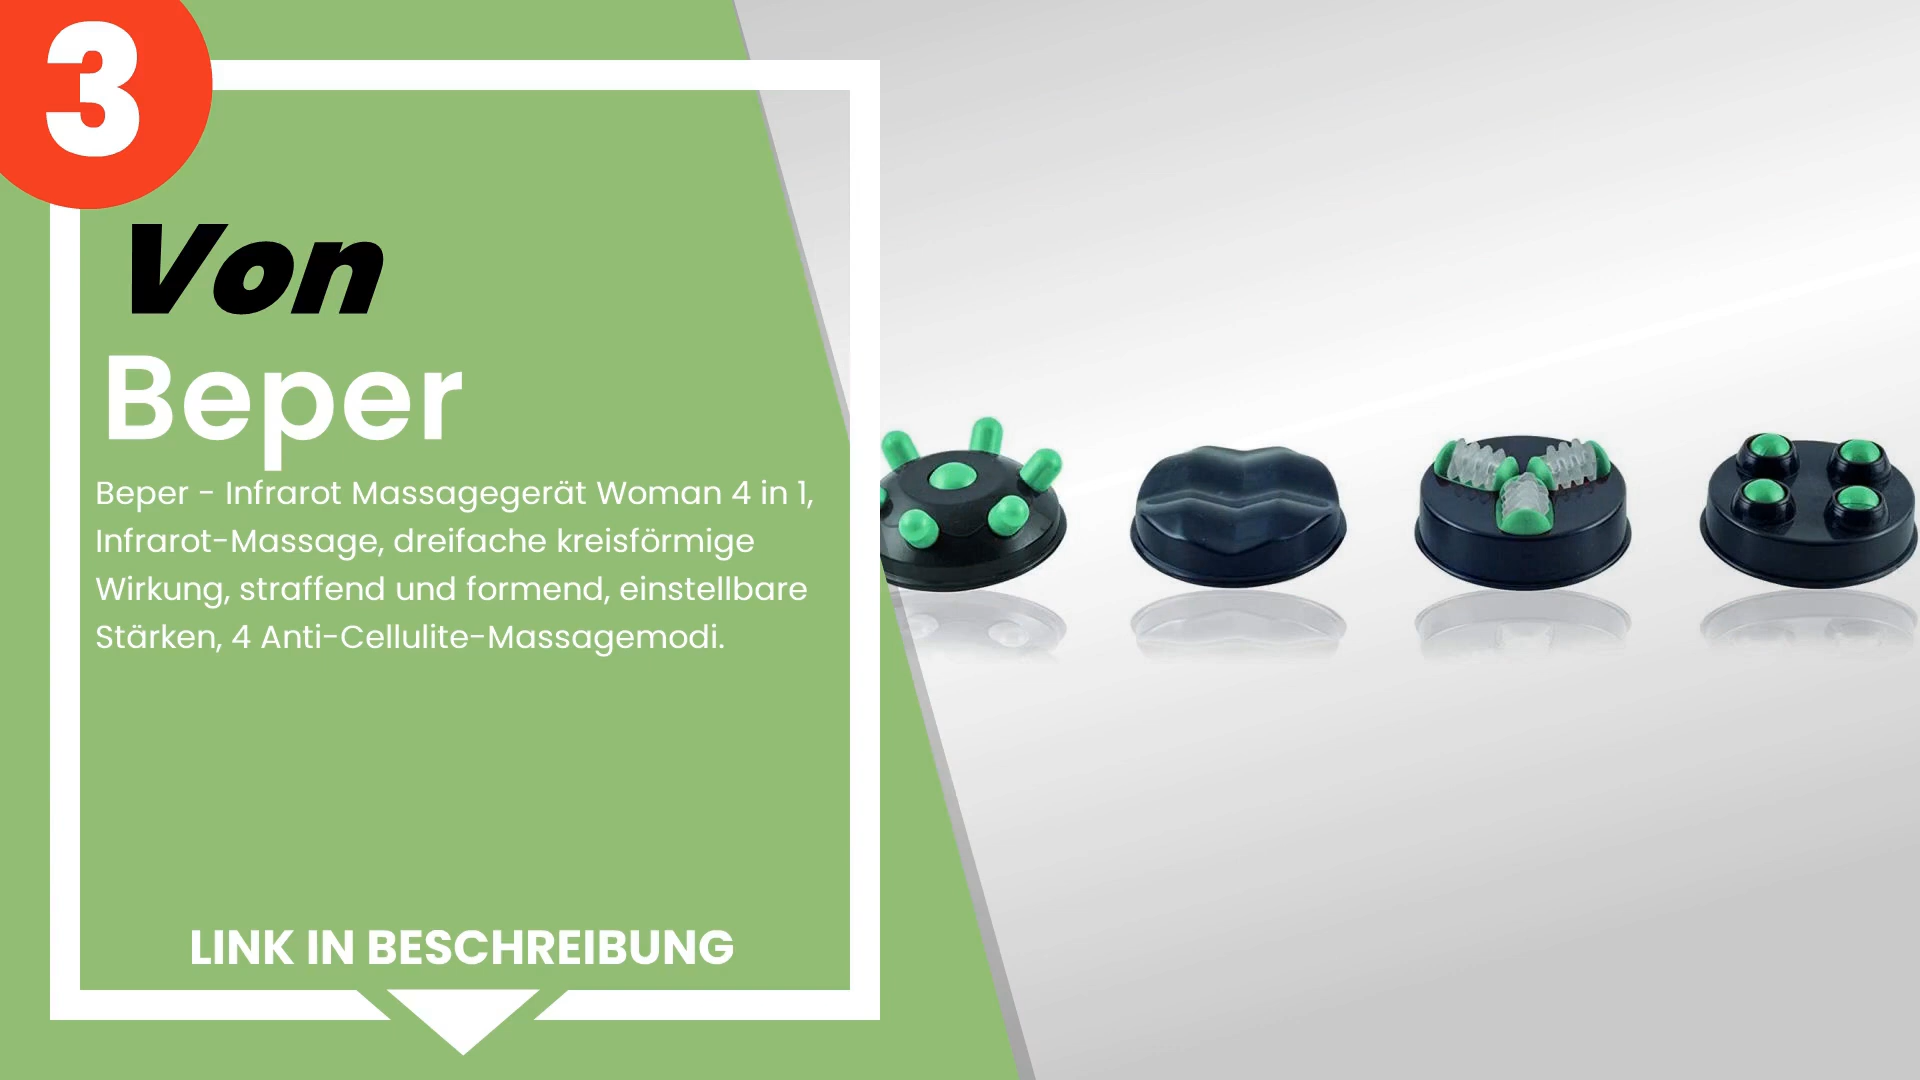 3
Von
Beper
Beper - Infrarot Massagegerät Woman 4 in 1,
Infrarot-Massage, dreifache kreisförmige
Wirkung, straffend und formend, einstellbare
Stärken, 4 Anti-Cellulite-Massagemodi.
LINK IN BESCHREIBUNG